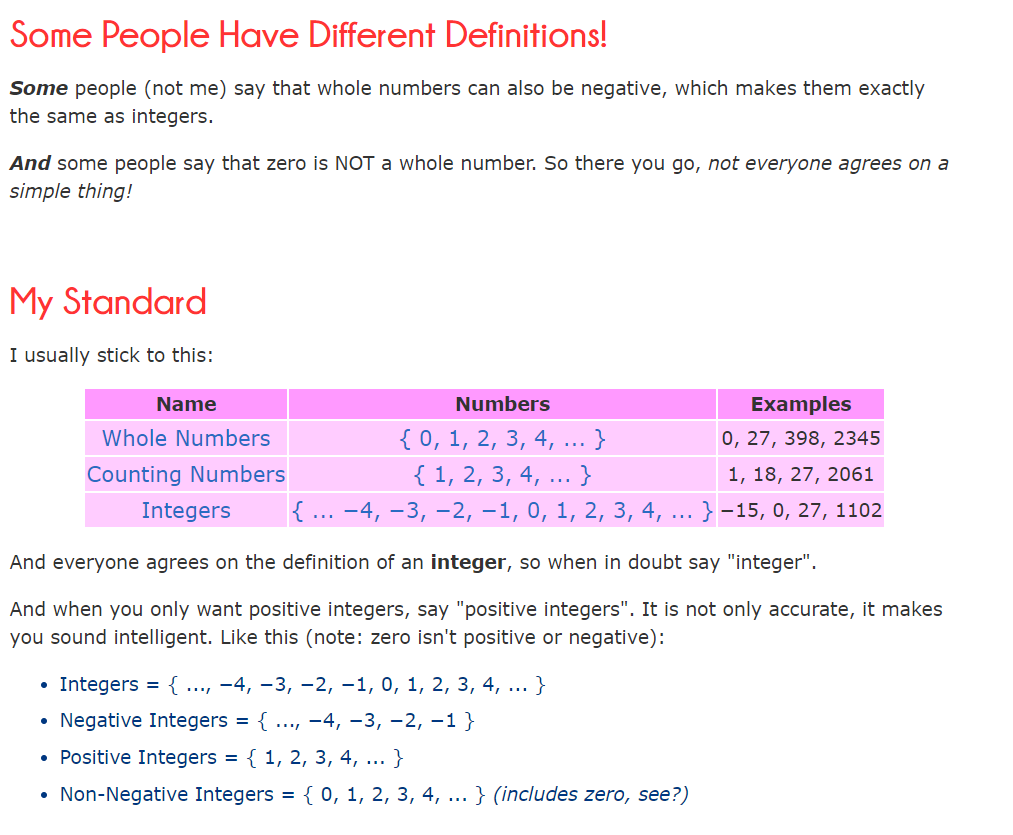 Some People Have Different Definitions!
Some people (not me) say that whole numbers can also be negative, which makes them exactly
the same as integers.
And some people say that zero is NOT a whole number. So there you go, not everyone agrees on a
simple thing!
My Standard
I usually stick to this:
Name Numbers Examples
Whole Numbers { 0, 1, 2, 3, 4, ... } 0, 27, 398, 2345
Counting Numbers { 1, 2, 3, 4, ... } 1, 18, 27, 2061
Integers { ... −4, −3, −2, −1, 0, 1, 2, 3, 4, ... } −15, 0, 27, 1102
And everyone agrees on the definition of an integer, so when in doubt say "integer".
And when you only want positive integers, say "positive integers". It is not only accurate, it makes
you sound intelligent. Like this (note: zero isn't positive or negative):
• Integers = { ..., −4, −3, −2, −1, 0, 1, 2, 3, 4, ... }
• Negative Integers = { ..., −4, −3, −2, −1 }
• Positive Integers = { 1, 2, 3, 4, ... }
• Non-Negative Integers = { 0, 1, 2, 3, 4, ... } (includes zero, see?)